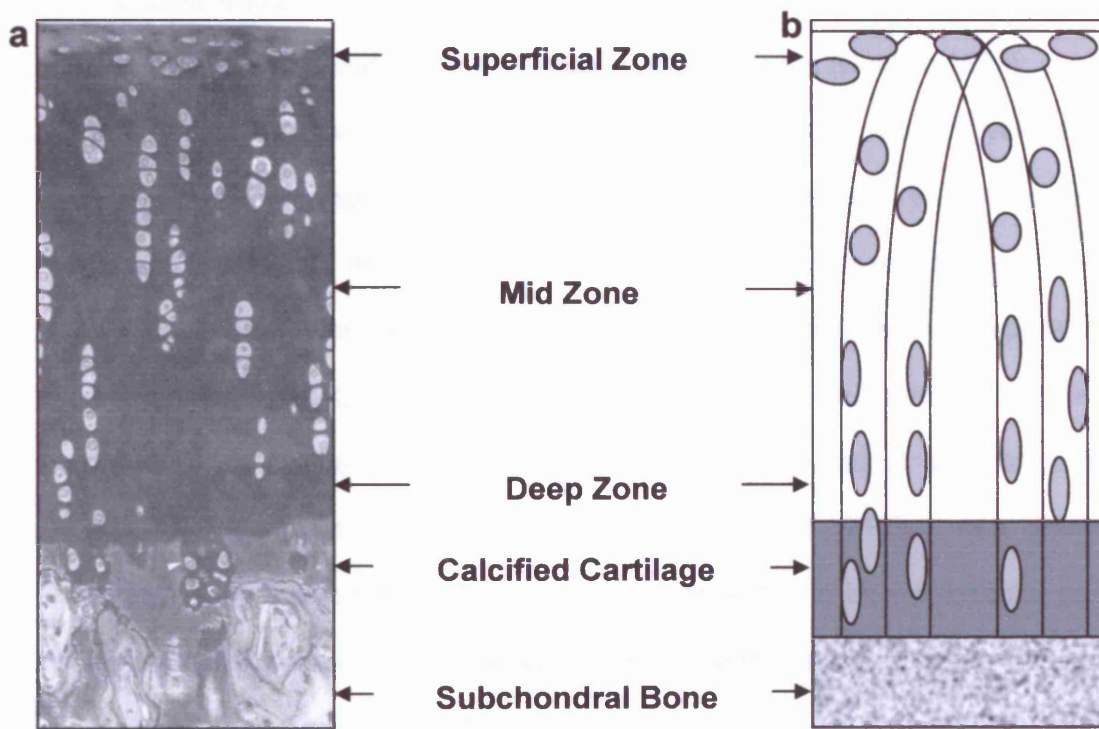 a
b
Superficial Zone
Mid Zone
Deep Zone
Calcified Cartilage
Subchondral Bone